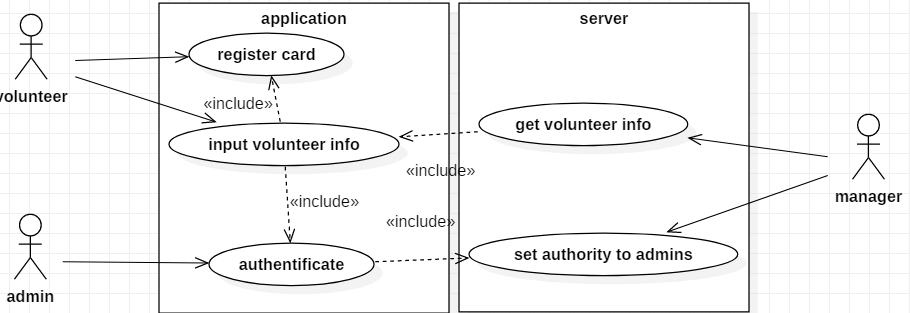 application
server
register card
volunteer
«include»
get volunteer info
input volunteer info
«include»
manager
«include»
«include»
set authority to admins
authentificate
admin